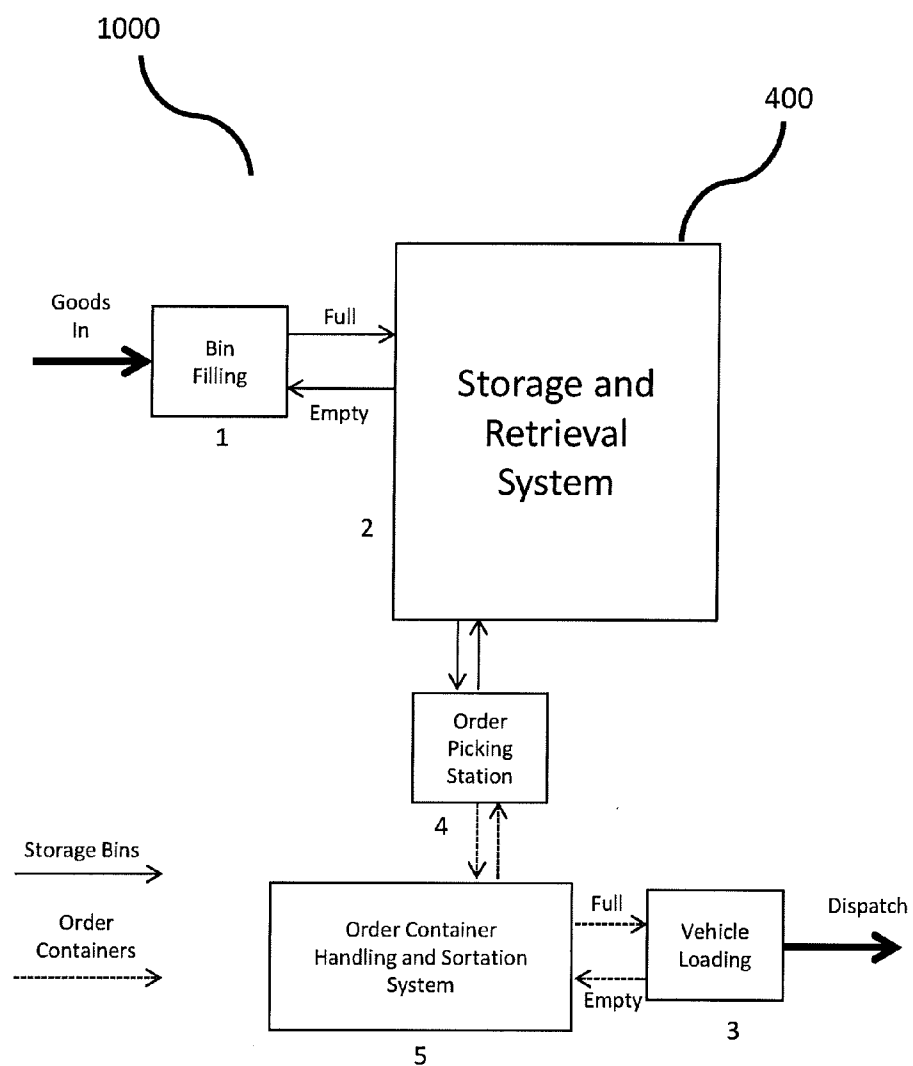 1000
400
Goods
In
Bin
Filling
1
Full
Empty
Storage and
Retrieval
System
2
Order
Picking
Station
4
Storage Bins
Order
Containers
Order Container
Handling and Sortation
System
5
Full
Empty
Vehicle
Loading
3
Dispatch